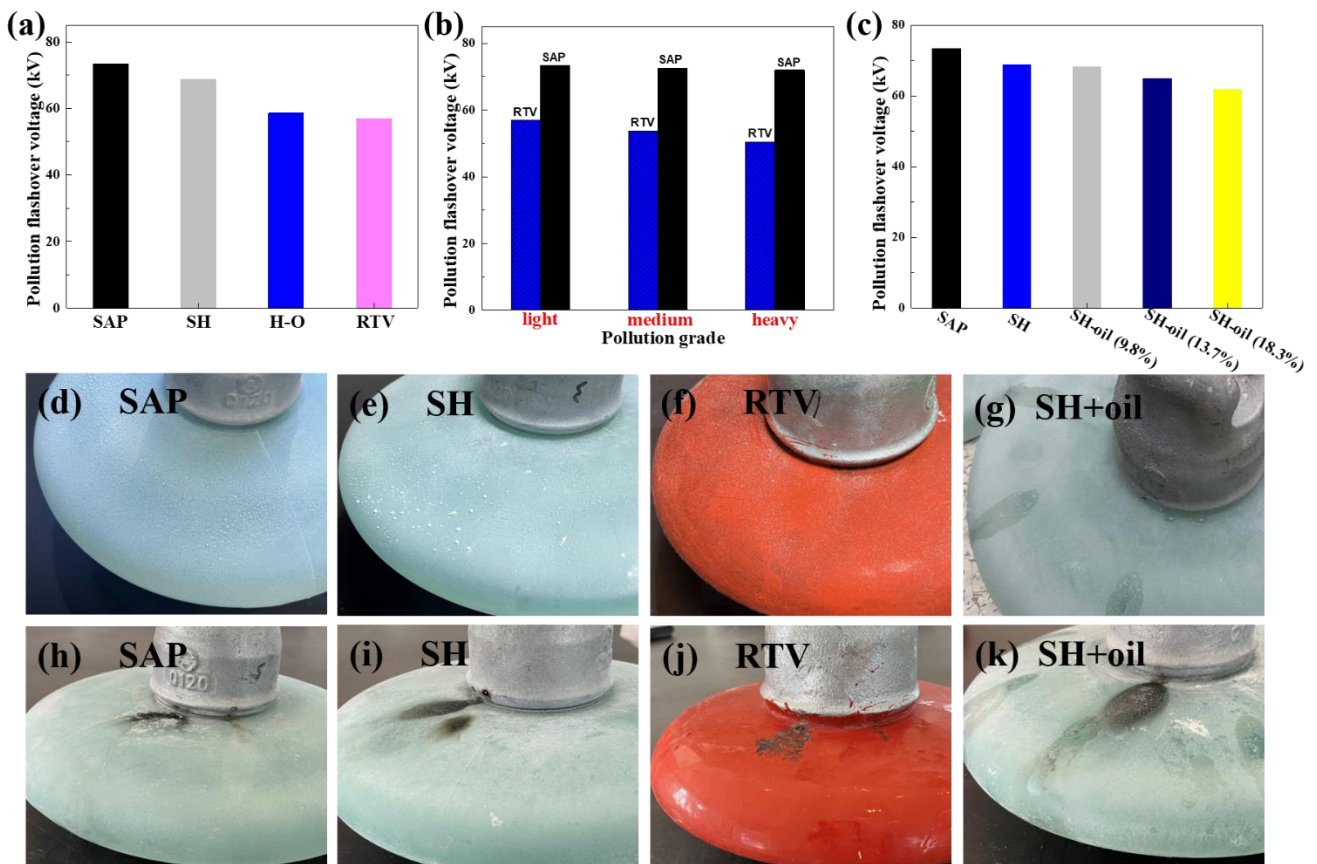 (a)
Pollution flashover voltage (kV)
80
60
40
20
0
SAP SH H-O RTV
(b)
Pollution flashover voltage (kV)
80
60
40
20
0
RTV SAP RTV SAP RTV SAP
light medium heavy
Pollution grade
(c)
Pollution flashover voltage (kV)
80
60
40
20
0
SAP
SH
SH-oil (9.8%)
SH-oil (13.7%)
SH-oil (18.3%)
(d) SAP
0120
(e) SH
(f) RTV
(g) SH+oil
(h) SAP
0120
(i) SH
(j) RTV
(k) SH+oil